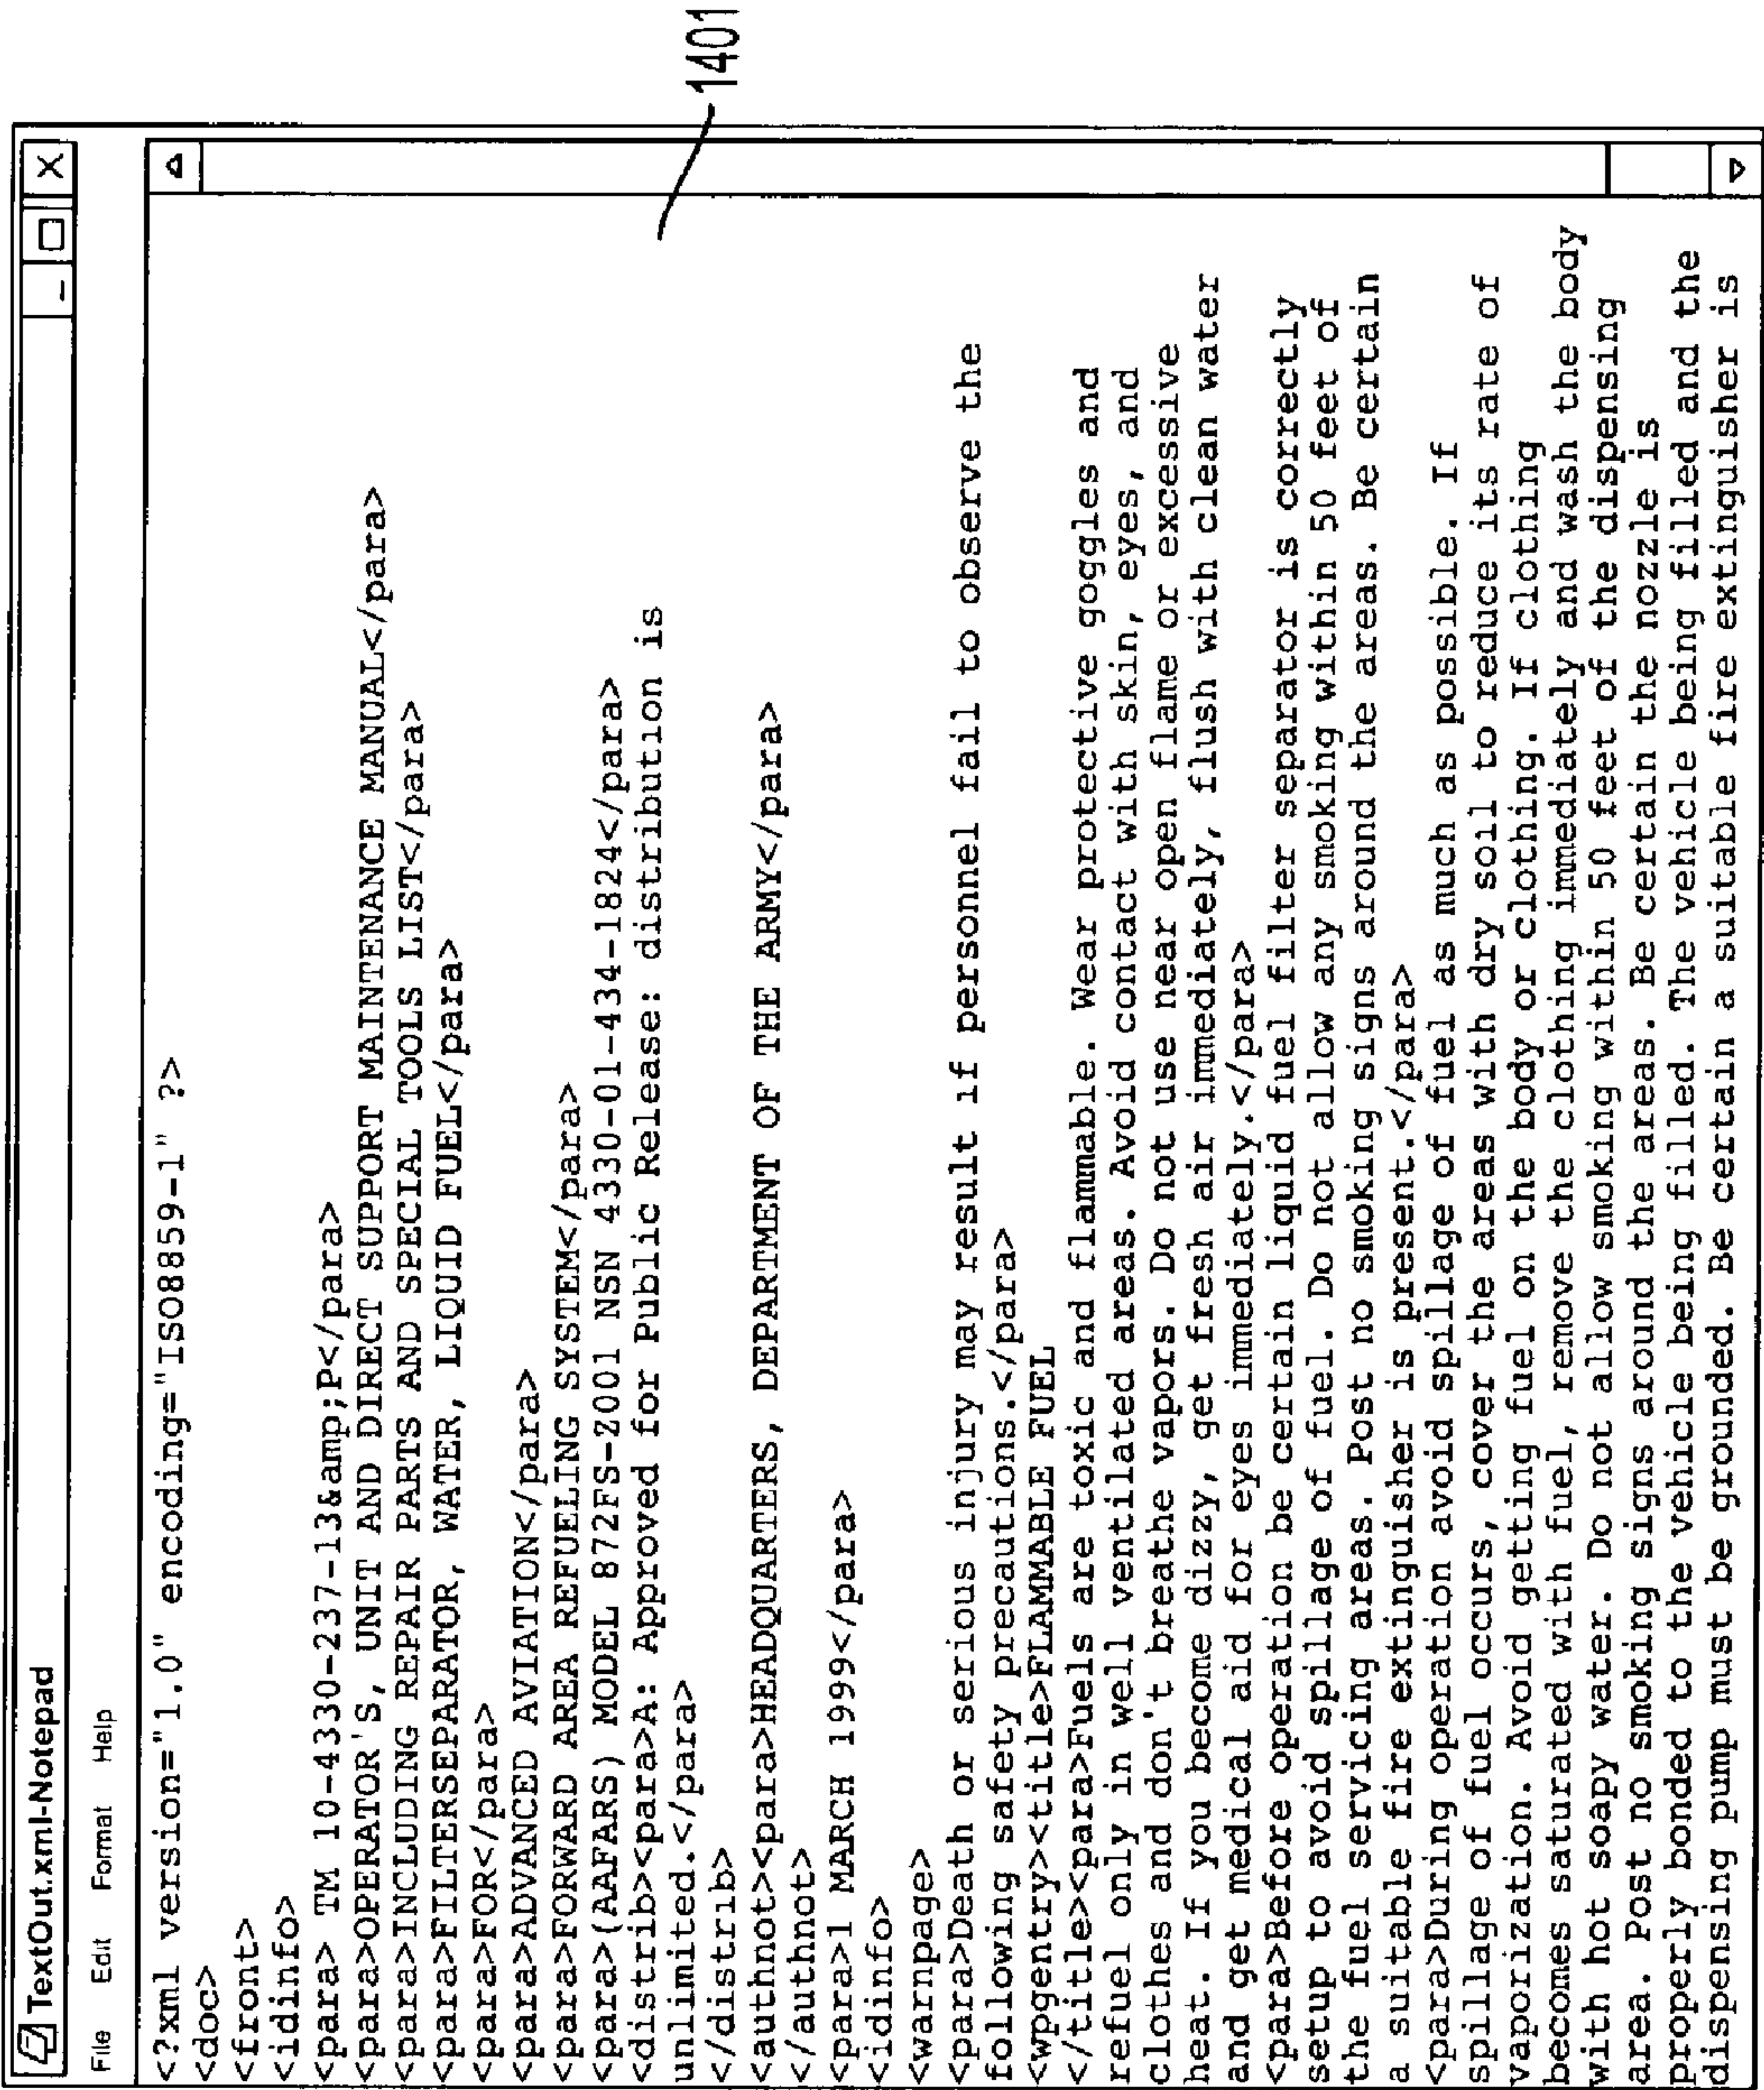 TextOut.xml-Notepad
File Edit Format Help
<?xml version="1.0" encoding="ISO8859-1" ?>
<doc>
<front>
<idinfo>
<para> TM 10-4330-237-13&amp;P</para>
<para>OPERATOR'S, UNIT AND DIRECT SUPPORT MAINTENANCE MANUAL</para>
<para>INCLUDING REPAIR PARTS AND SPECIAL TOOLS LIST</para>
<para>FILTERSEPARATOR, WATER, LIQUID FUEL</para>
<para>FOR</para>
<para>ADVANCED AVIATION</para>
<para>FORWARD AREA REFUELING SYSTEM</para>
<para>(AAFARS) MODEL 872FS-Z001 NSN 4330-01-434-1824</para>
<distrib><para>A: Approved for Public Release: distribution is
unlimited.</para>
</distrib>
<authnot><para>HEADQUARTERS, DEPARTMENT OF THE ARMY</para>
</authnot>
<para>1 MARCH 1999</para>
</idinfo>
<warnpage>
<para>Death or serious injury may result if personnel fail to observe the
following safety precautions.</para>
<wpgentry><title>FLAMMABLE FUEL
</title><para>Fuels are toxic and flammable. Wear protective goggles and
refuel only in well ventilated areas. Avoid contact with skin, eyes, and
clothes and don't breathe vapors. Do not use near open flame or excessive
heat. If you become dizzy, get fresh air immediately, flush with clean water
and get medical aid for eyes immediately.</para>
<para>Before operation be certain liquid fuel filter separator is correctly
setup to avoid spillage of fuel. Do not allow any smoking within 50 feet of
the fuel servicing areas. Post no smoking signs around the areas. Be certain
a suitable fire extinguisher is present.</para>
<para>During operation avoid spillage of fuel as much as possible. If
spillage of fuel occurs, cover the areas with dry soil to reduce its rate of
vaporization. Avoid getting fuel on the body or clothing. If clothing
becomes saturated with fuel, remove the clothing immediately and wash the body
with hot soapy water. Do not allow smoking within 50 feet of the dispensing
area. Post no smoking signs around the areas. Be certain the nozzle is
properly bonded to the vehicle being filled. The vehicle being filled and the
dispensing pump must be grounded. Be certain a suitable fire extinguisher is
1401